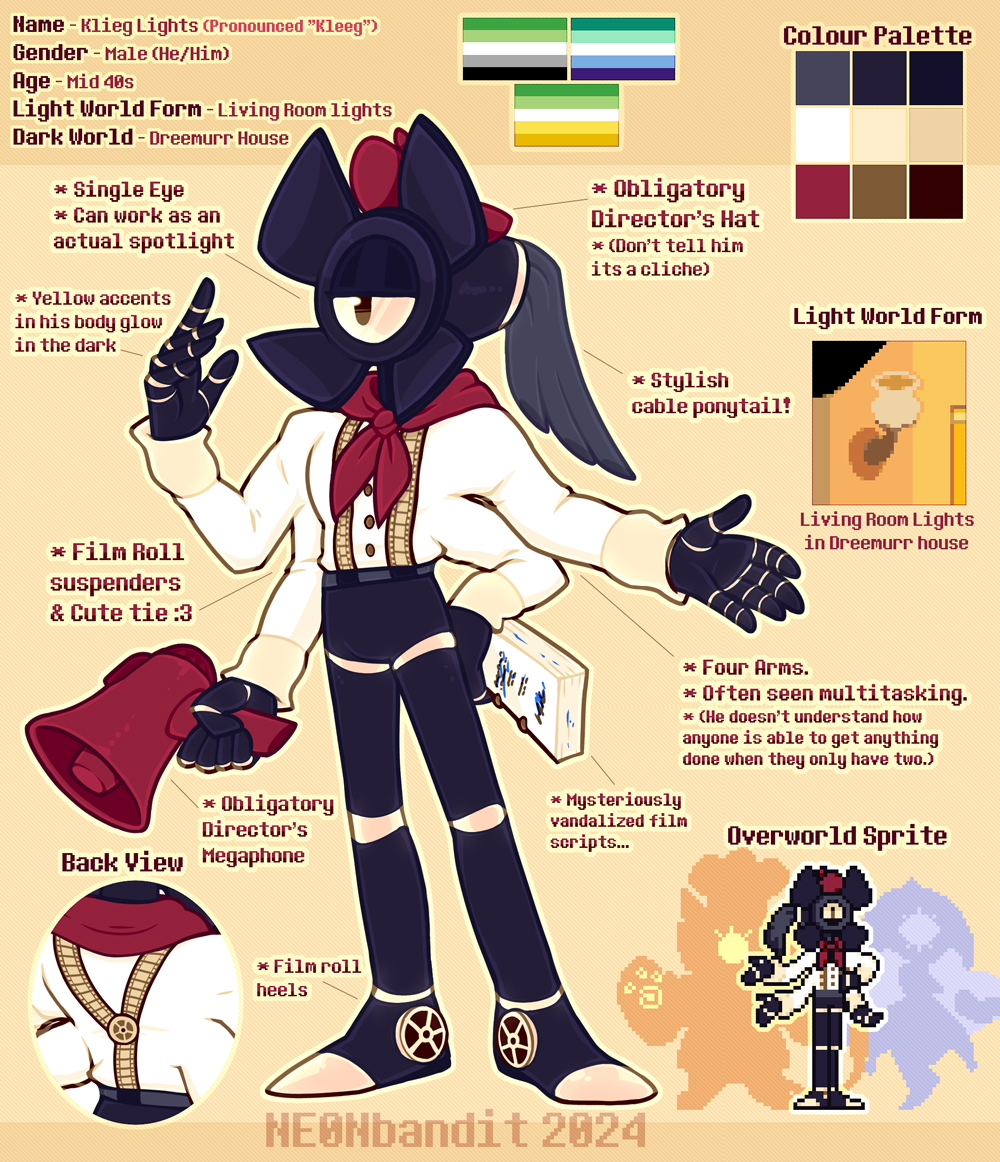 Name - Klieg Lights (Pronounced "Kleeg")
Gender - Male (He/Him)
Age - Mid 40s
Light World Form - Living Room lights
Dark World - Dreemurr House
Colour Palette
* Single Eye
* Can work as an
actual spotlight
* Obligatory
Director's Hat
* (Don't tell him
its a cliche)
* Yellow accents
in his body glow
in the dark
Light World Form
* Stylish
cable ponytail!
Living Room Lights
in Dreemurr house
* Film Roll
suspenders
& Cute tie :3
* Four Arms.
* Often seen multitasking.
* (He doesn't understand how
anyone is able to get anything
done when they only have two.)
* Obligatory
Director's
Megaphone
* Mysteriously
vandalized film
scripts...
Overworld Sprite
Back View
* Film roll
heels
NE0Nbandit 2024